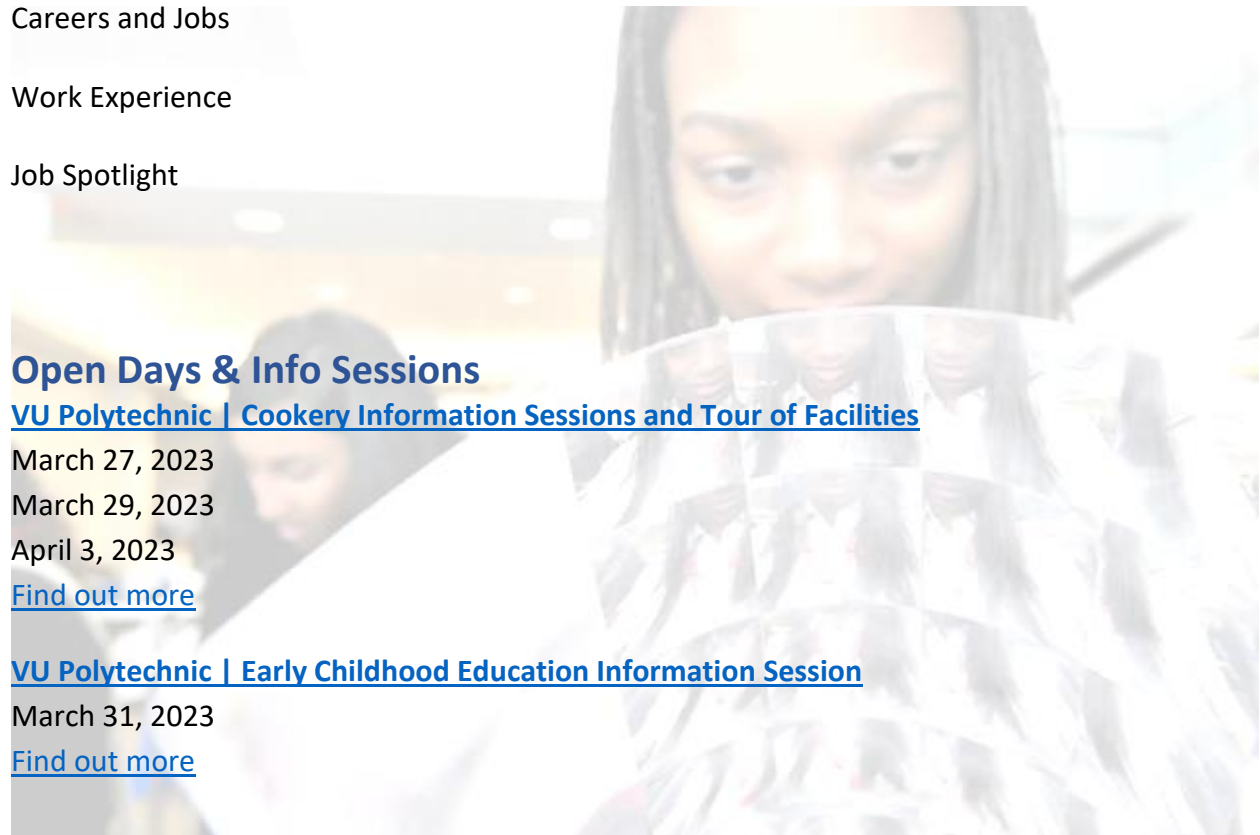 Careers and Jobs
Work Experience
Job Spotlight
Open Days & Info Sessions
VU Polytechnic | Cookery Information Sessions and Tour of Facilities
March 27, 2023
March 29, 2023
April 3, 2023
Find out more
VU Polytechnic | Early Childhood Education Information Session
March 31, 2023
Find out more